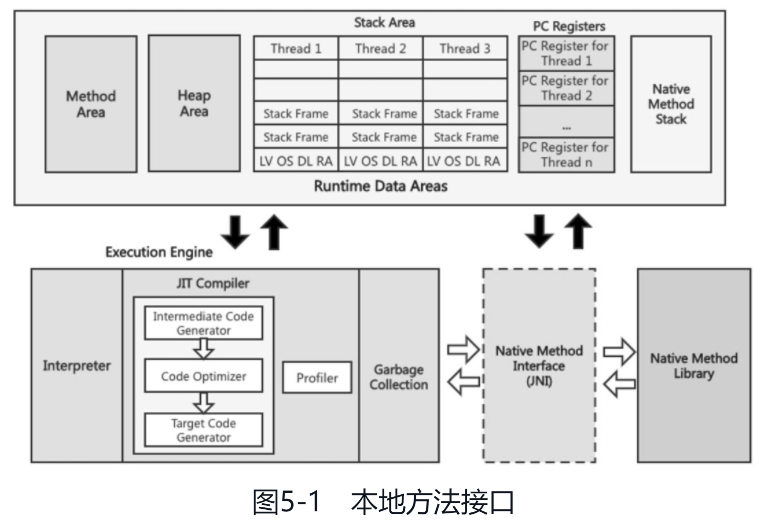 Stack Area
PC Registers
Method
Area
Heap
Area
Thread 1
Thread 2
Thread 3
Stack Frame
Stack Frame
Stack Frame
Stack Frame
Stack Frame
Stack Frame
LV OS DL RA
LV OS DL RA
LV OS DL RA
PC Register for
Thread 1
PC Register for
Thread 2
...
PC Register for
Thread n
Native
Method
Stack
Runtime Data Areas
Execution Engine
Interpreter
JIT Compiler
Intermediate Code
Generator
Code Optimizer
Target Code
Generator
Profiler
Garbage
Collection
Native Method
Interface
(JNI)
Native Method
Library
图5-1 本地方法接口